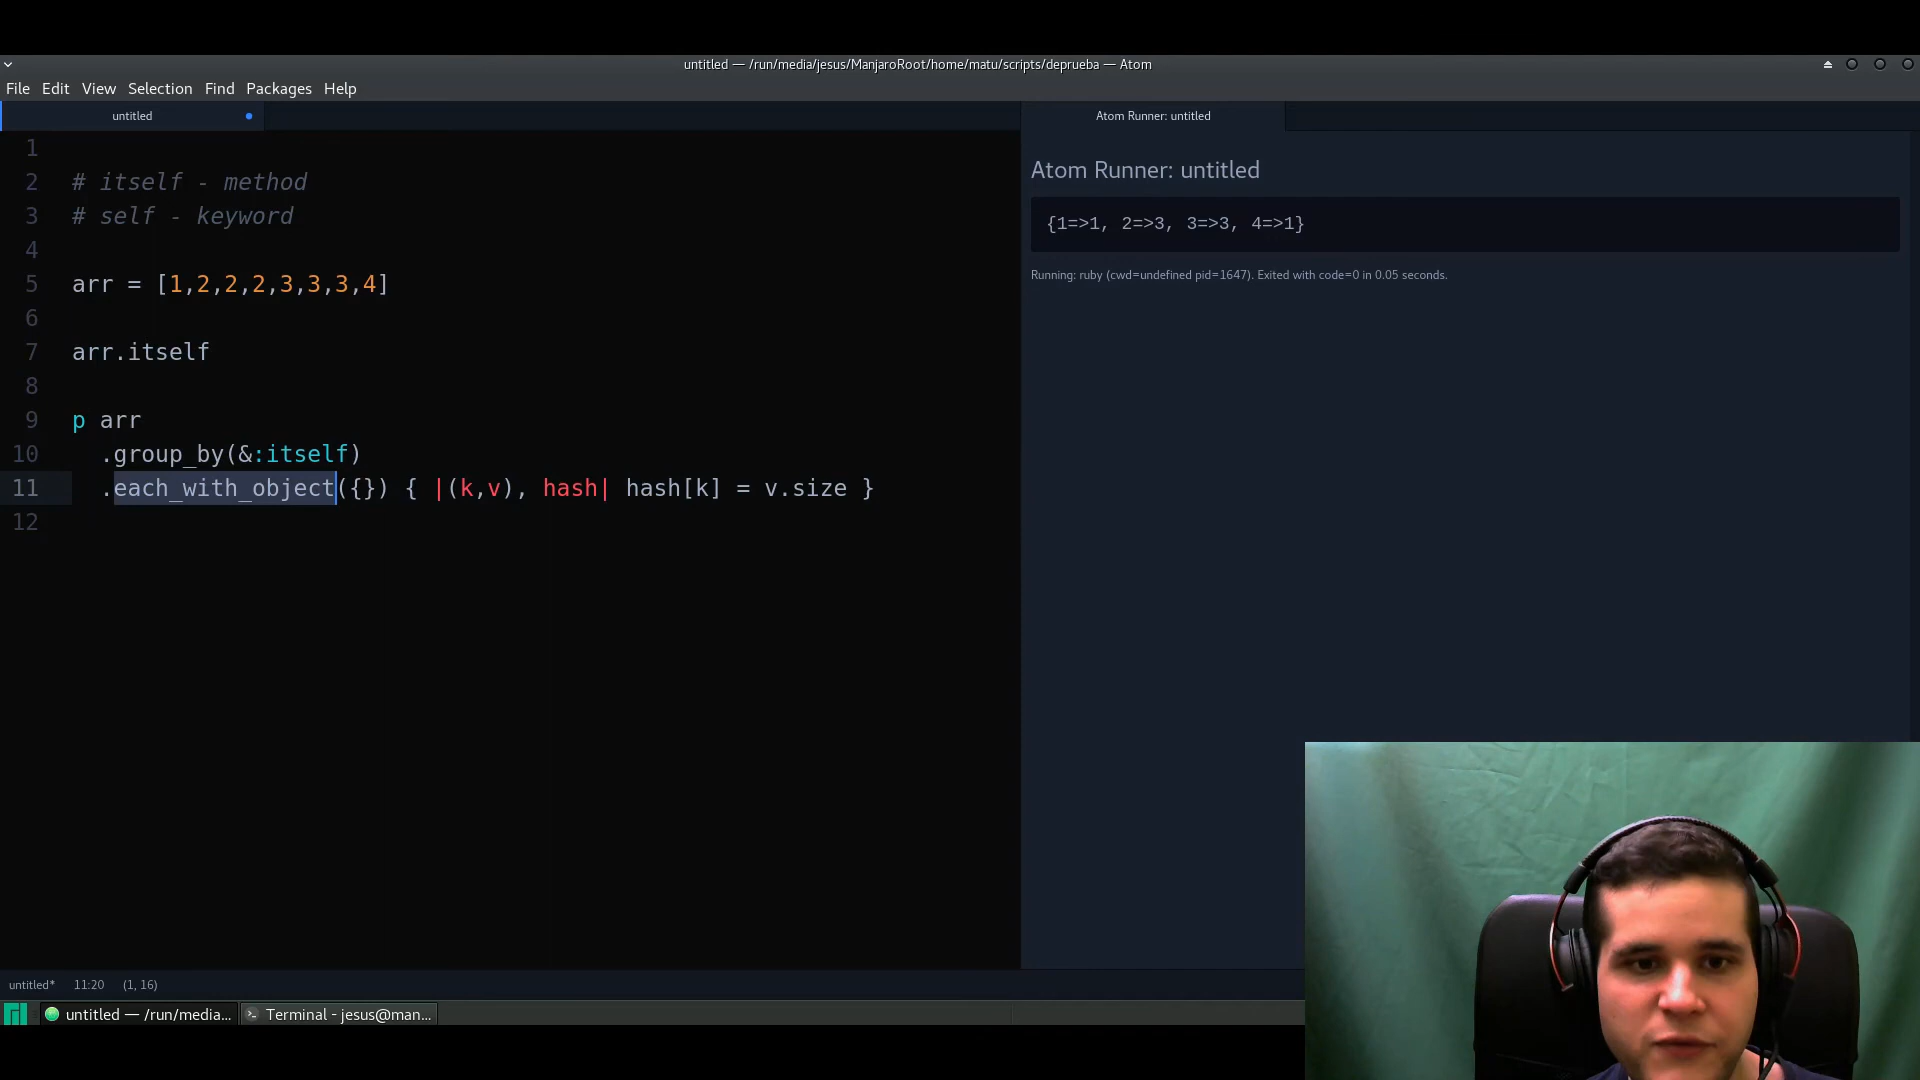 untitled — /run/media/jesus/ManjaroRoot/home/matu/scripts/deprueba — Atom
File Edit View Selection Find Packages Help
untitled
Atom Runner: untitled
1
2 # itself - method
3 # self - keyword
4
5 arr = [1,2,2,2,3,3,3,4]
6
7 arr.itself
8
9 p arr
10 .group_by(&:itself)
11 .each_with_object({}) { |(k,v), hash| hash[k] = v.size }
12
Atom Runner: untitled
{1=>1, 2=>3, 3=>3, 4=>1}
Running: ruby (cwd=undefined pid=1647). Exited with code=0 in 0.05 seconds.
untitled* 11:20 (1, 16)
untitled — /run/media... Terminal - jesus@man...